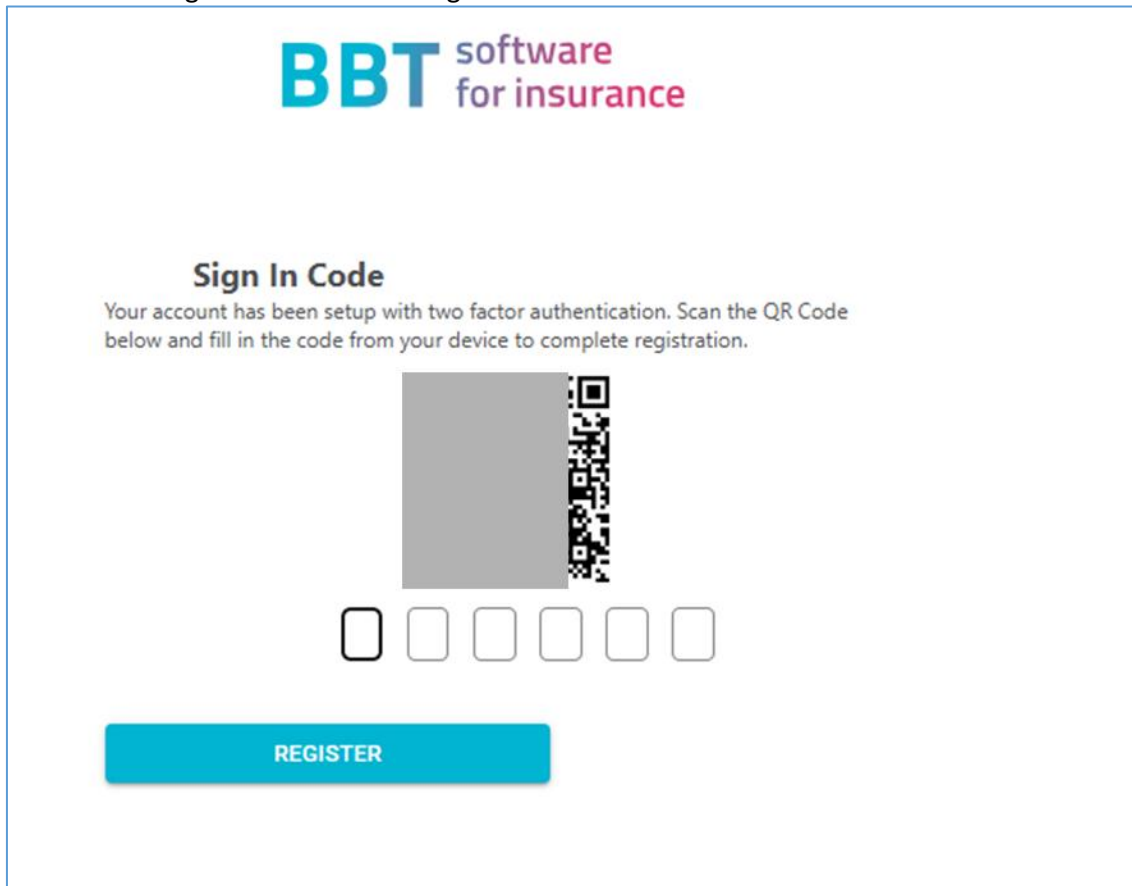 BBT software
for insurance
Sign In Code
Your account has been setup with two factor authentication. Scan the QR Code
below and fill in the code from your device to complete registration.
REGISTER